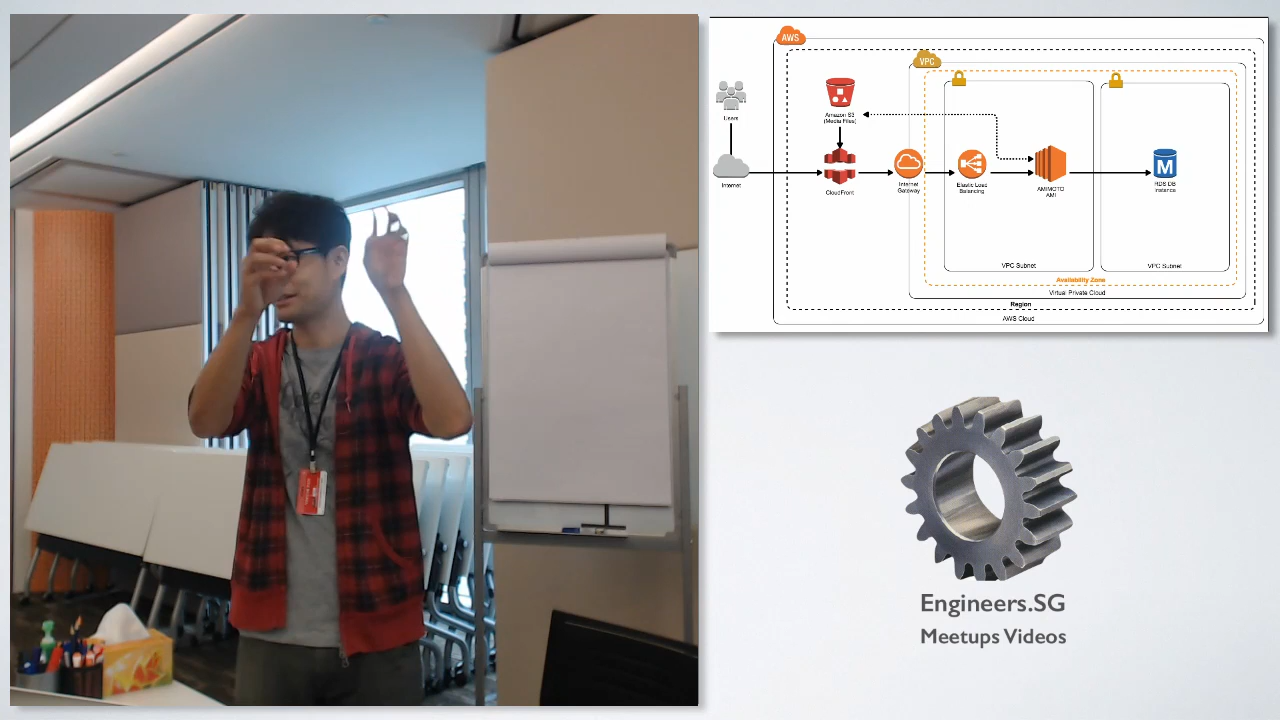 AWS
VPC
Users
Internet
Amazon S3
(Media Files)
CloudFront
Internet
Gateway
Elastic Load
Balancing
AMIMOTO
AMI
M
RDS DB
Instance
VPC Subnet
VPC Subnet
Availability Zone
Virtual Private Cloud
Region
AWS Cloud
Engineers.SG
Meetups Videos